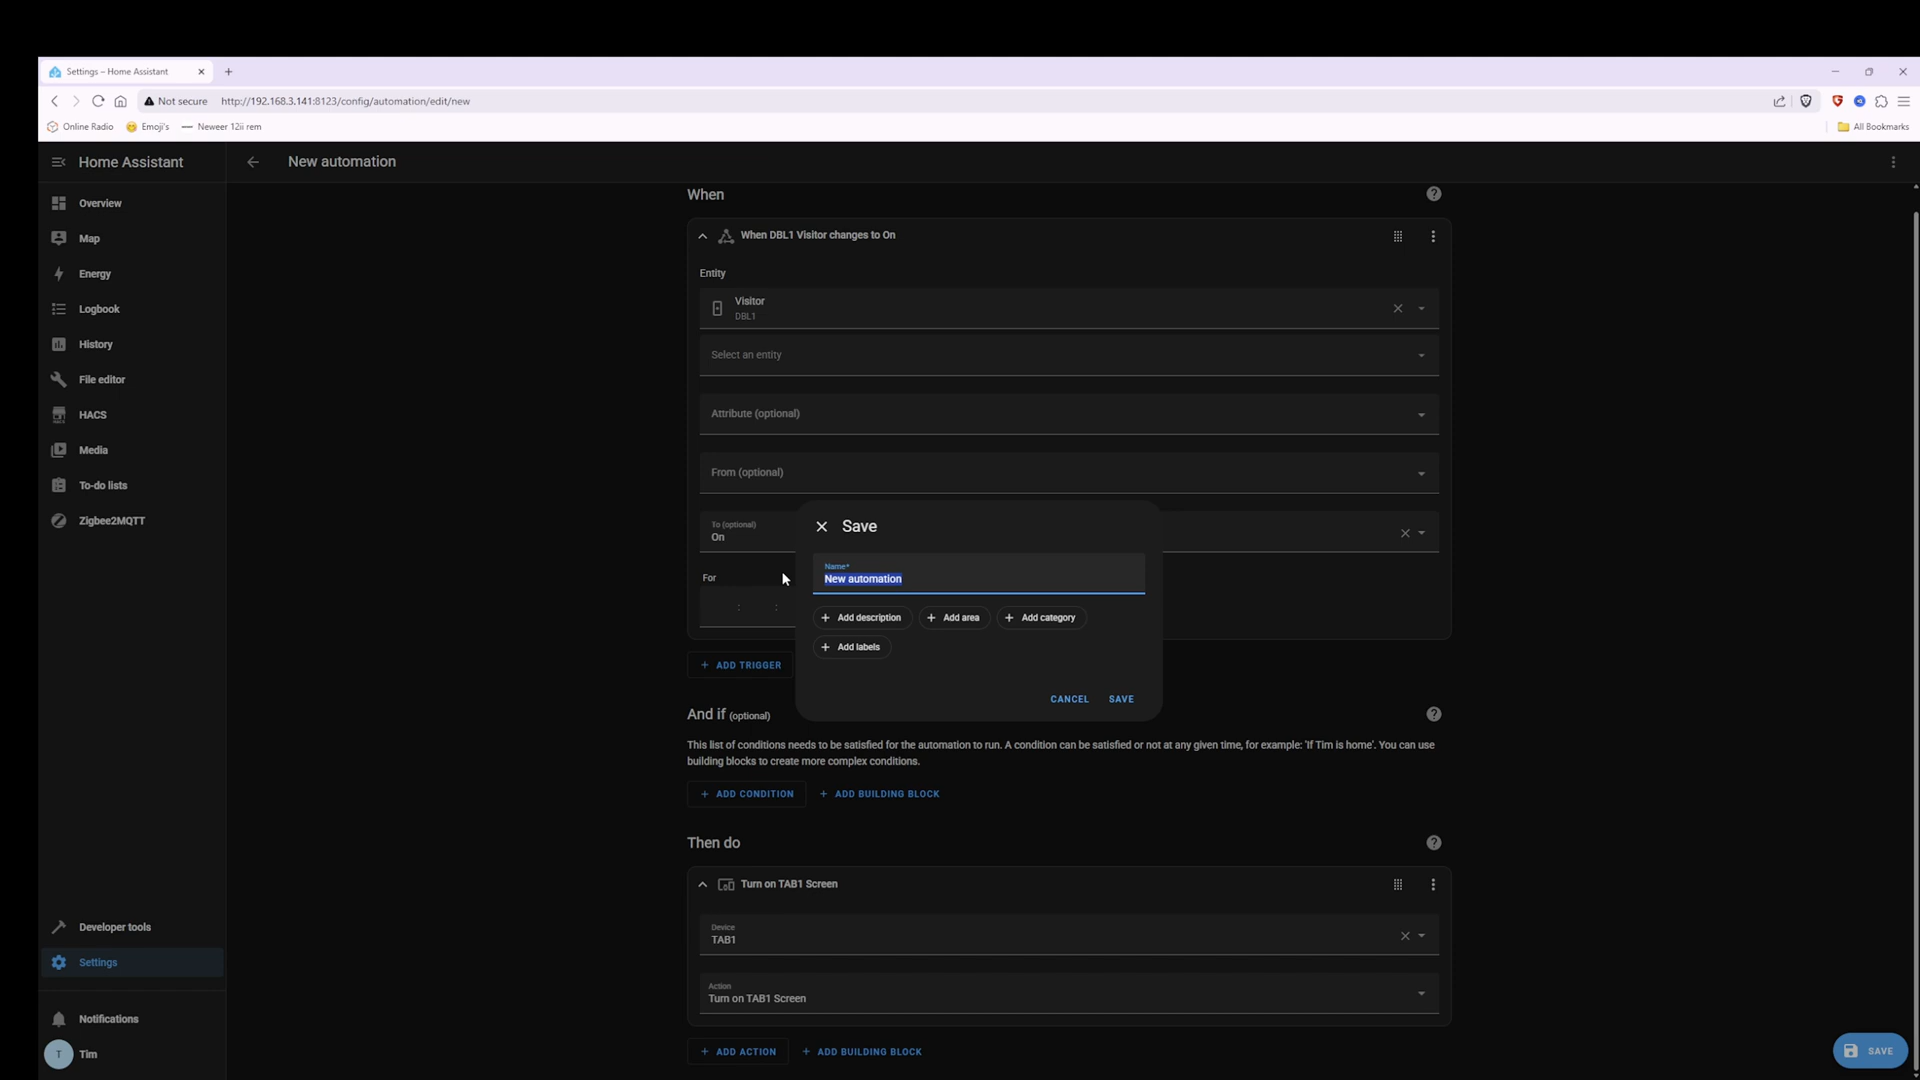 Settings – Home Assistant
Not secure http://192.168.3.141:8123/config/automation/edit/new
Online Radio Emoji's Neweer 12ii rem All Bookmarks
Home Assistant New automation
Overview
Map
Energy
Logbook
History
File editor
HACS
Media
To-do lists
Zigbee2MQTT
Developer tools
Settings
Notifications
T Tim
When
When DBL1 Visitor changes to On
Entity
Visitor
DBL1
Select an entity
Attribute (optional)
From (optional)
To (optional)
On
For
: :
Save
Name*
New automation
+ Add description + Add area + Add category
+ Add labels
CANCEL SAVE
+ ADD TRIGGER
And if (optional)
This list of conditions needs to be satisfied for the automation to run. A condition can be satisfied or not at any given time, for example: 'If Tim is home'. You can use
building blocks to create more complex conditions.
+ ADD CONDITION + ADD BUILDING BLOCK
Then do
Turn on TAB1 Screen
Device
TAB1
Action
Turn on TAB1 Screen
+ ADD ACTION + ADD BUILDING BLOCK
SAVE